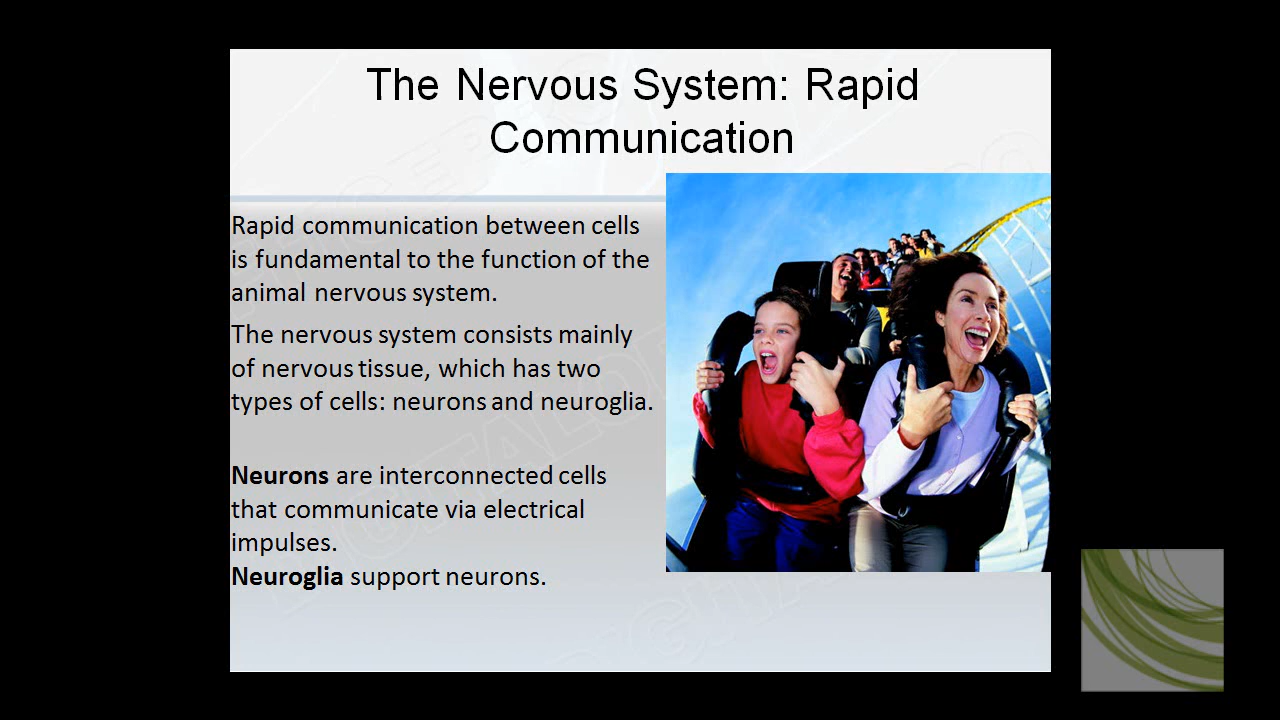 The Nervous System: Rapid
Communication
Rapid communication between cells
is fundamental to the function of the
animal nervous system.
The nervous system consists mainly
of nervous tissue, which has two
types of cells: neurons and neuroglia.
Neurons are interconnected cells
that communicate via electrical
impulses.
Neuroglia support neurons.